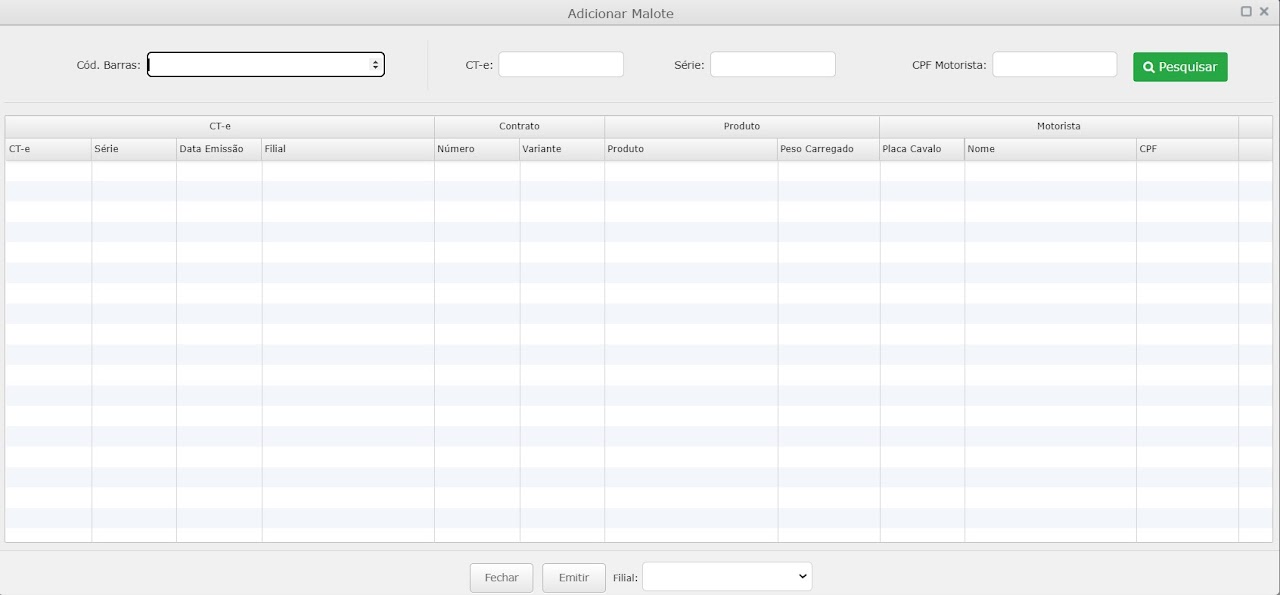 Adicionar Malote
Cód. Barras: CT-e: Série: CPF Motorista: Pesquisar
CT-e Contrato Produto Motorista
CT-e Série Data Emissão Filial Número Variante Produto Peso Carregado Placa Cavalo Nome CPF
Fechar Emitir Filial: